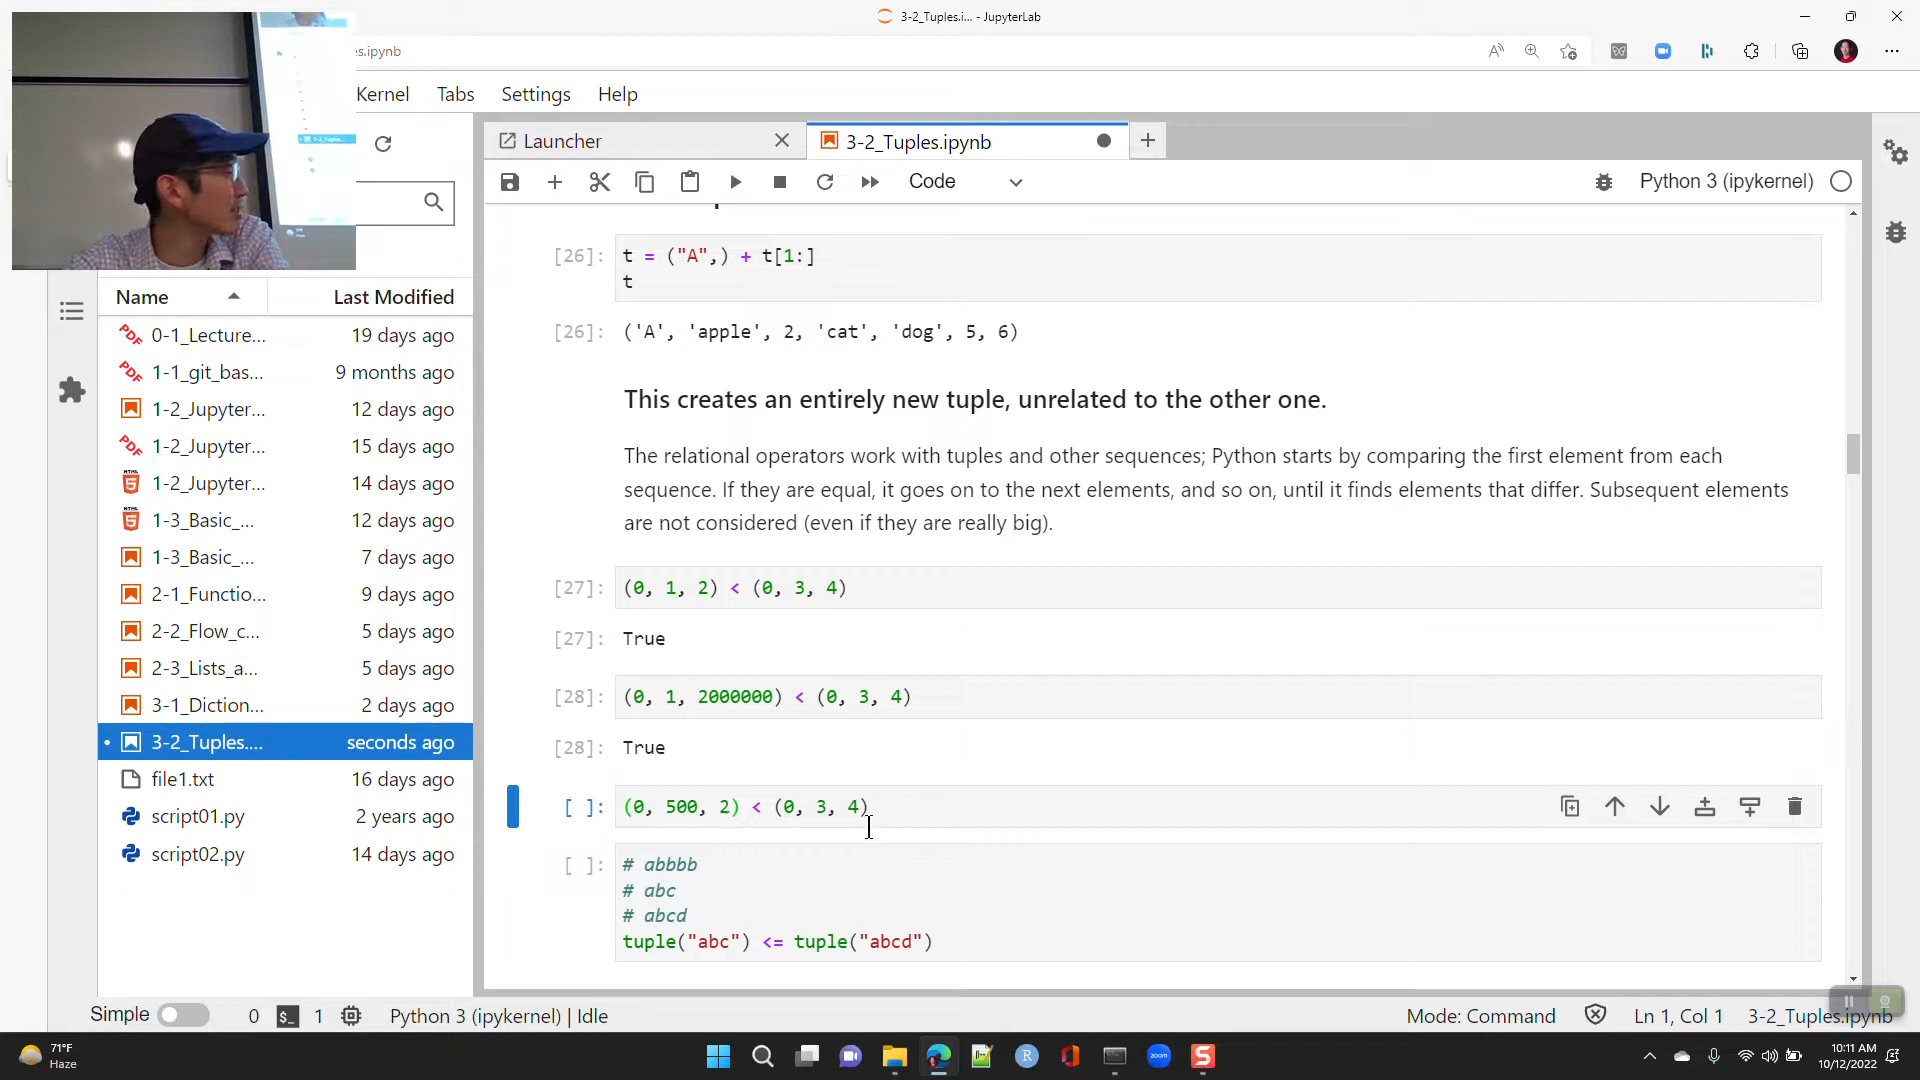 3-2_Tuples.i... - JupyterLab
es.ipynb
Kernel Tabs Settings Help
Launcher
3-2_Tuples.ipynb
Code
Python 3 (ipykernel)
Name Last Modified
0-1_Lecture... 19 days ago
1-1_git_bas... 9 months ago
1-2_Jupyter... 12 days ago
1-2_Jupyter... 15 days ago
1-2_Jupyter... 14 days ago
1-3_Basic_... 12 days ago
1-3_Basic_... 7 days ago
2-1_Functio... 9 days ago
2-2_Flow_c... 5 days ago
2-3_Lists_a... 5 days ago
3-1_Diction... 2 days ago
3-2_Tuples.... seconds ago
file1.txt 16 days ago
script01.py 2 years ago
script02.py 14 days ago
[26]: t = ("A",) + t[1:]
t
[26]: ('A', 'apple', 2, 'cat', 'dog', 5, 6)
This creates an entirely new tuple, unrelated to the other one.
The relational operators work with tuples and other sequences; Python starts by comparing the first element from each
sequence. If they are equal, it goes on to the next elements, and so on, until it finds elements that differ. Subsequent elements
are not considered (even if they are really big).
[27]: (0, 1, 2) < (0, 3, 4)
[27]: True
[28]: (0, 1, 2000000) < (0, 3, 4)
[28]: True
[ ]: (0, 500, 2) < (0, 3, 4)
[ ]: # abbbb
# abc
# abcd
tuple("abc") <= tuple("abcd")
Simple 0 $_ 1 Python 3 (ipykernel) | Idle Mode: Command Ln 1, Col 1 3-2_Tuples.ipynb
71°F
Haze
zoom
10:11 AM
10/12/2022